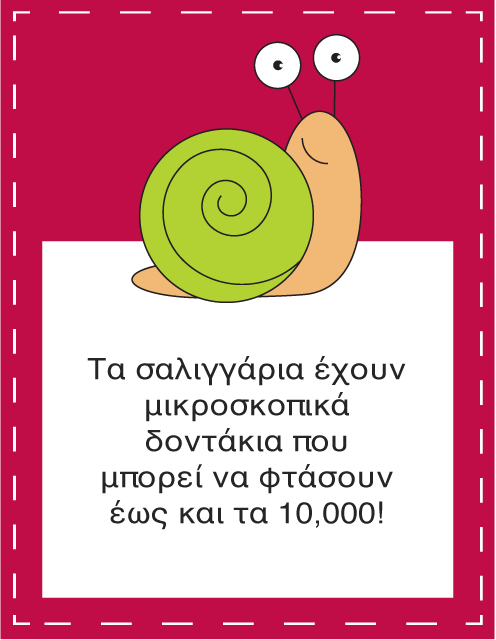 Τα σαλιγγάρια έχουν
μικροσκοπικά
δοντάκια που
μπορεί να φτάσουν
έως και τα 10,000!